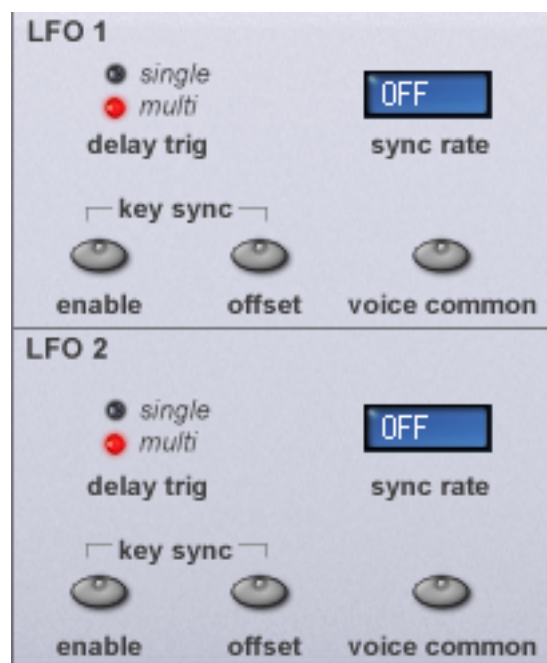 LFO 1
single
multi
OFF
delay trig
sync rate
key sync
enable
offset
voice common
LFO 2
single
multi
OFF
delay trig
sync rate
key sync
enable
offset
voice common